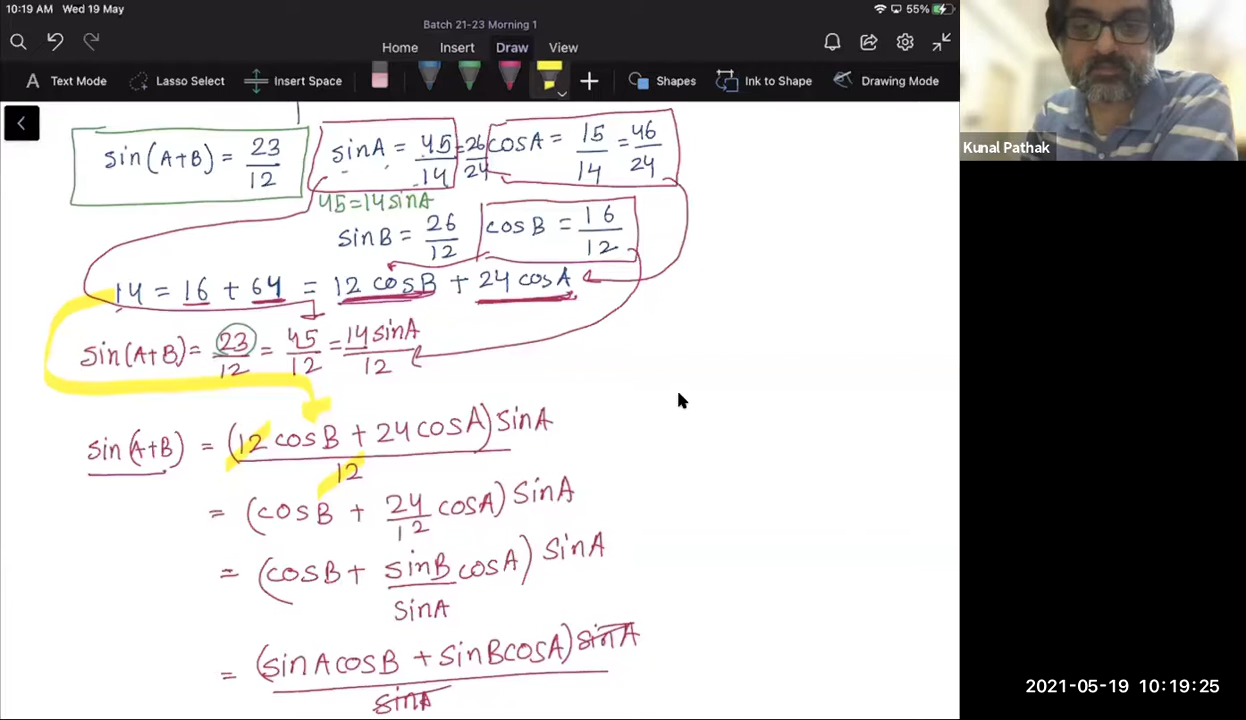 10:19 AM Wed 19 May
Batch 21-23 Morning 1
55%
Home Insert Draw View
Text Mode Lasso Select Insert Space Shapes Ink to Shape Drawing Mode
sin(A+B) = 23/12
sinA = 45/14 = 26/24
cosA = 15/14 = 46/24
45=14sinA
sinB = 26/12
cosB = 16/12
14 = 16 + 64 = 12 cosB + 24 cosA
sin(A+B) = 23/12 = 45/12 = 14sinA/12
sin(A+B) = (12 cosB + 24 cosA) sinA/12
= (cosB + 24/12 cosA) sinA
= (cosB + sinB/sinA cosA) sinA
= (sinA cosB + sinB cosA) sinA/sinA
Kunal Pathak
2021-05-19 10:19:25